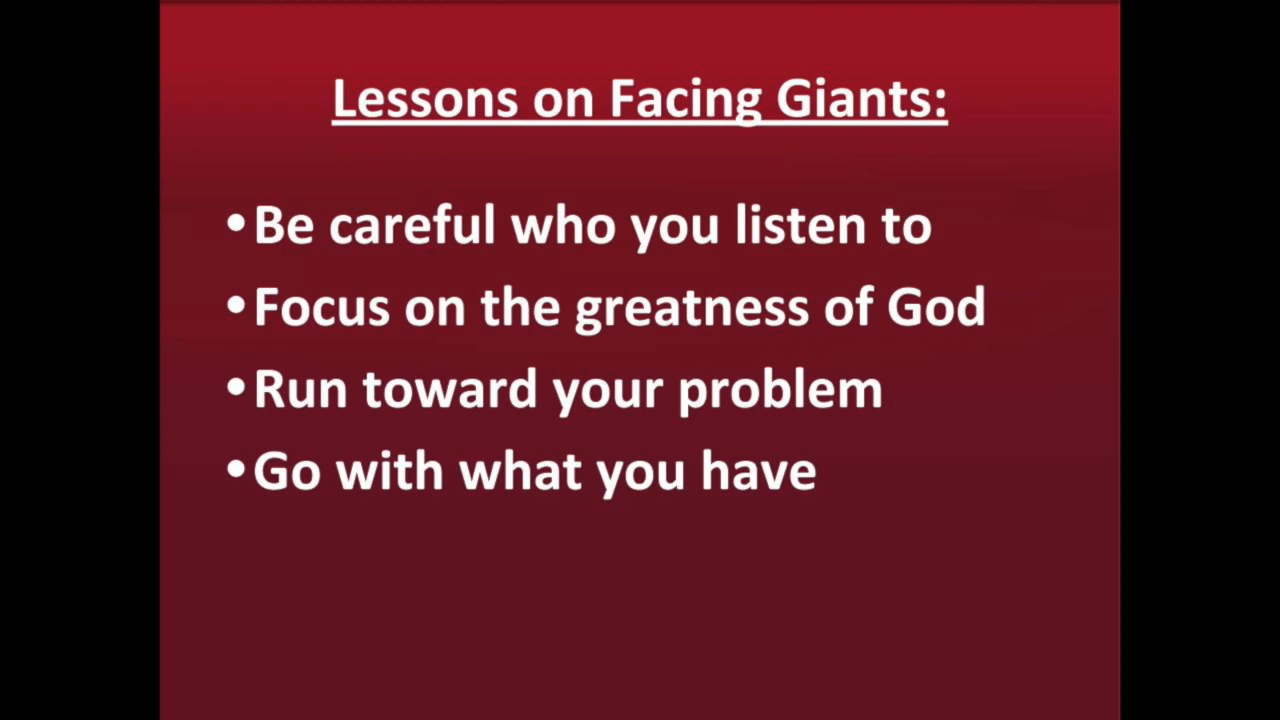 Lessons on Facing Giants:
•Be careful who you listen to
•Focus on the greatness of God
•Run toward your problem
•Go with what you have